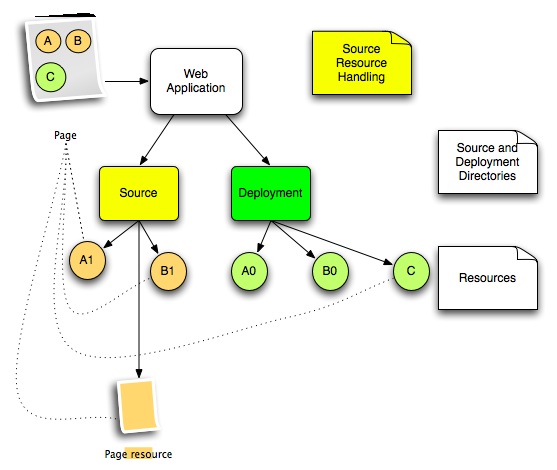 A B
C
Web
Application
Source
Resource
Handling
Page
Source and
Deployment
Directories
Source
Deployment
A1
B1
A0
B0
C
Resources
Page resource